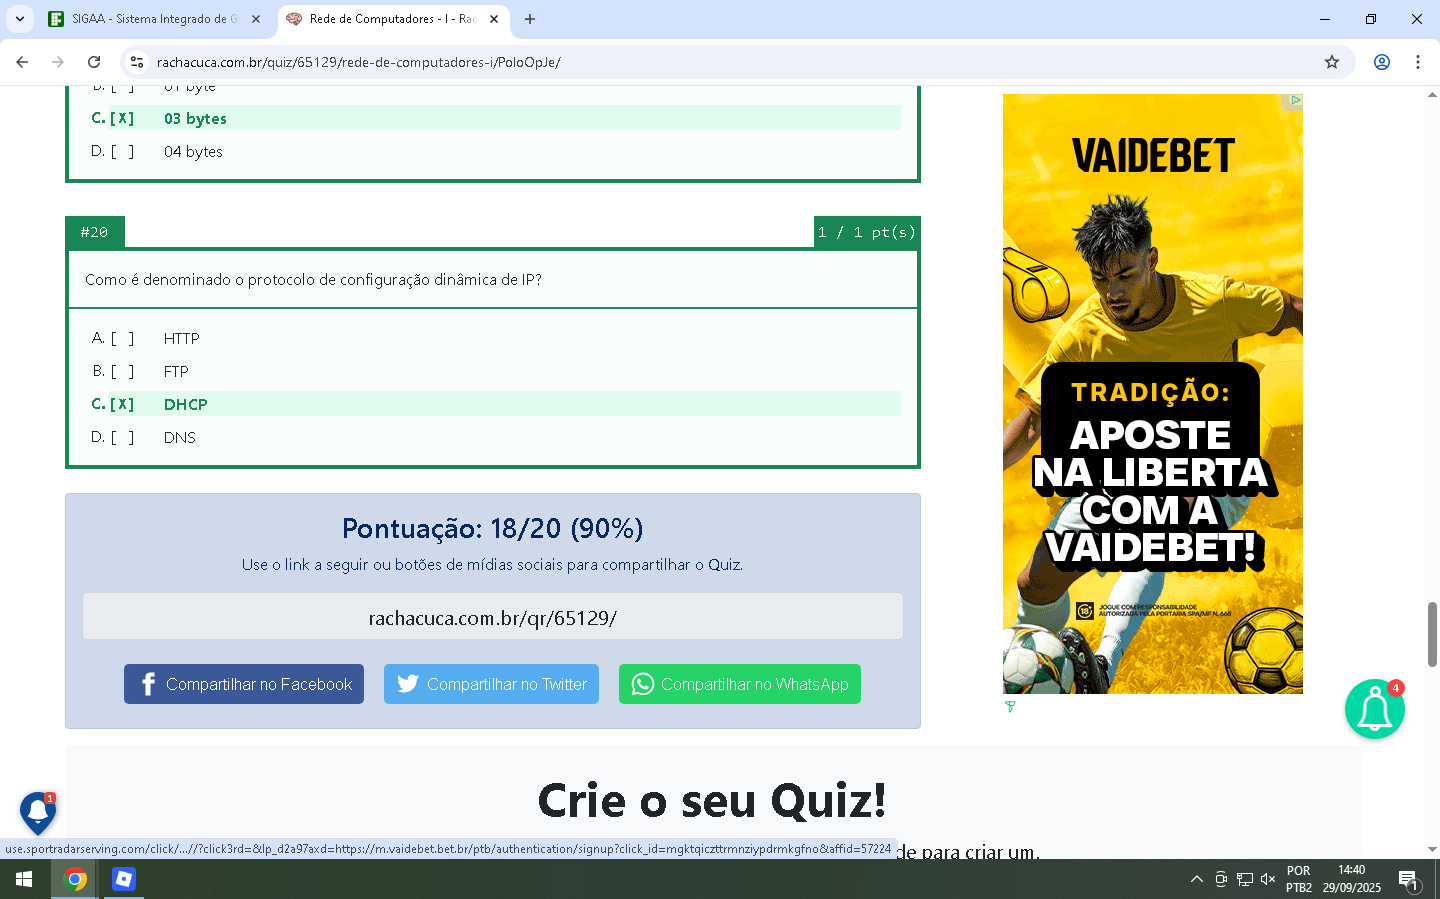 SIGAA - Sistema Integrado de G
Rede de Computadores - I - Rac
rachacuca.com.br/quiz/65129/rede-de-computadores-i/PoloOpJe/
B. [ ] 01 byte
C. [X] 03 bytes
D. [ ] 04 bytes
#20
1 / 1 pt(s)
Como é denominado o protocolo de configuração dinâmica de IP?
A. [ ] HTTP
B. [ ] FTP
C. [X] DHCP
D. [ ] DNS
Pontuação: 18/20 (90%)
Use o link a seguir ou botões de mídias sociais para compartilhar o Quiz.
rachacuca.com.br/qr/65129/
Compartilhar no Facebook
Compartilhar no Twitter
Compartilhar no WhatsApp
VAIDEBET
TRADIÇÃO:
APOSTE
NA LIBERTA
COM A
VAIDEBET!
18+
JOGUE COM RESPONSABILIDADE
AUTORIZADA PELA PORTARIA SPA/MF N. 668
4
1
Crie o seu Quiz!
de para criar um.
use.sportradarserving.com/click/...//?click3rd=&lp_d2a97axd=https://m.vaidebet.bet.br/ptb/authentication/signup?click_id=mgktqiczttrmnziypdrmkgfno&affid=57224
POR
PTB2
14:40
29/09/2025
1